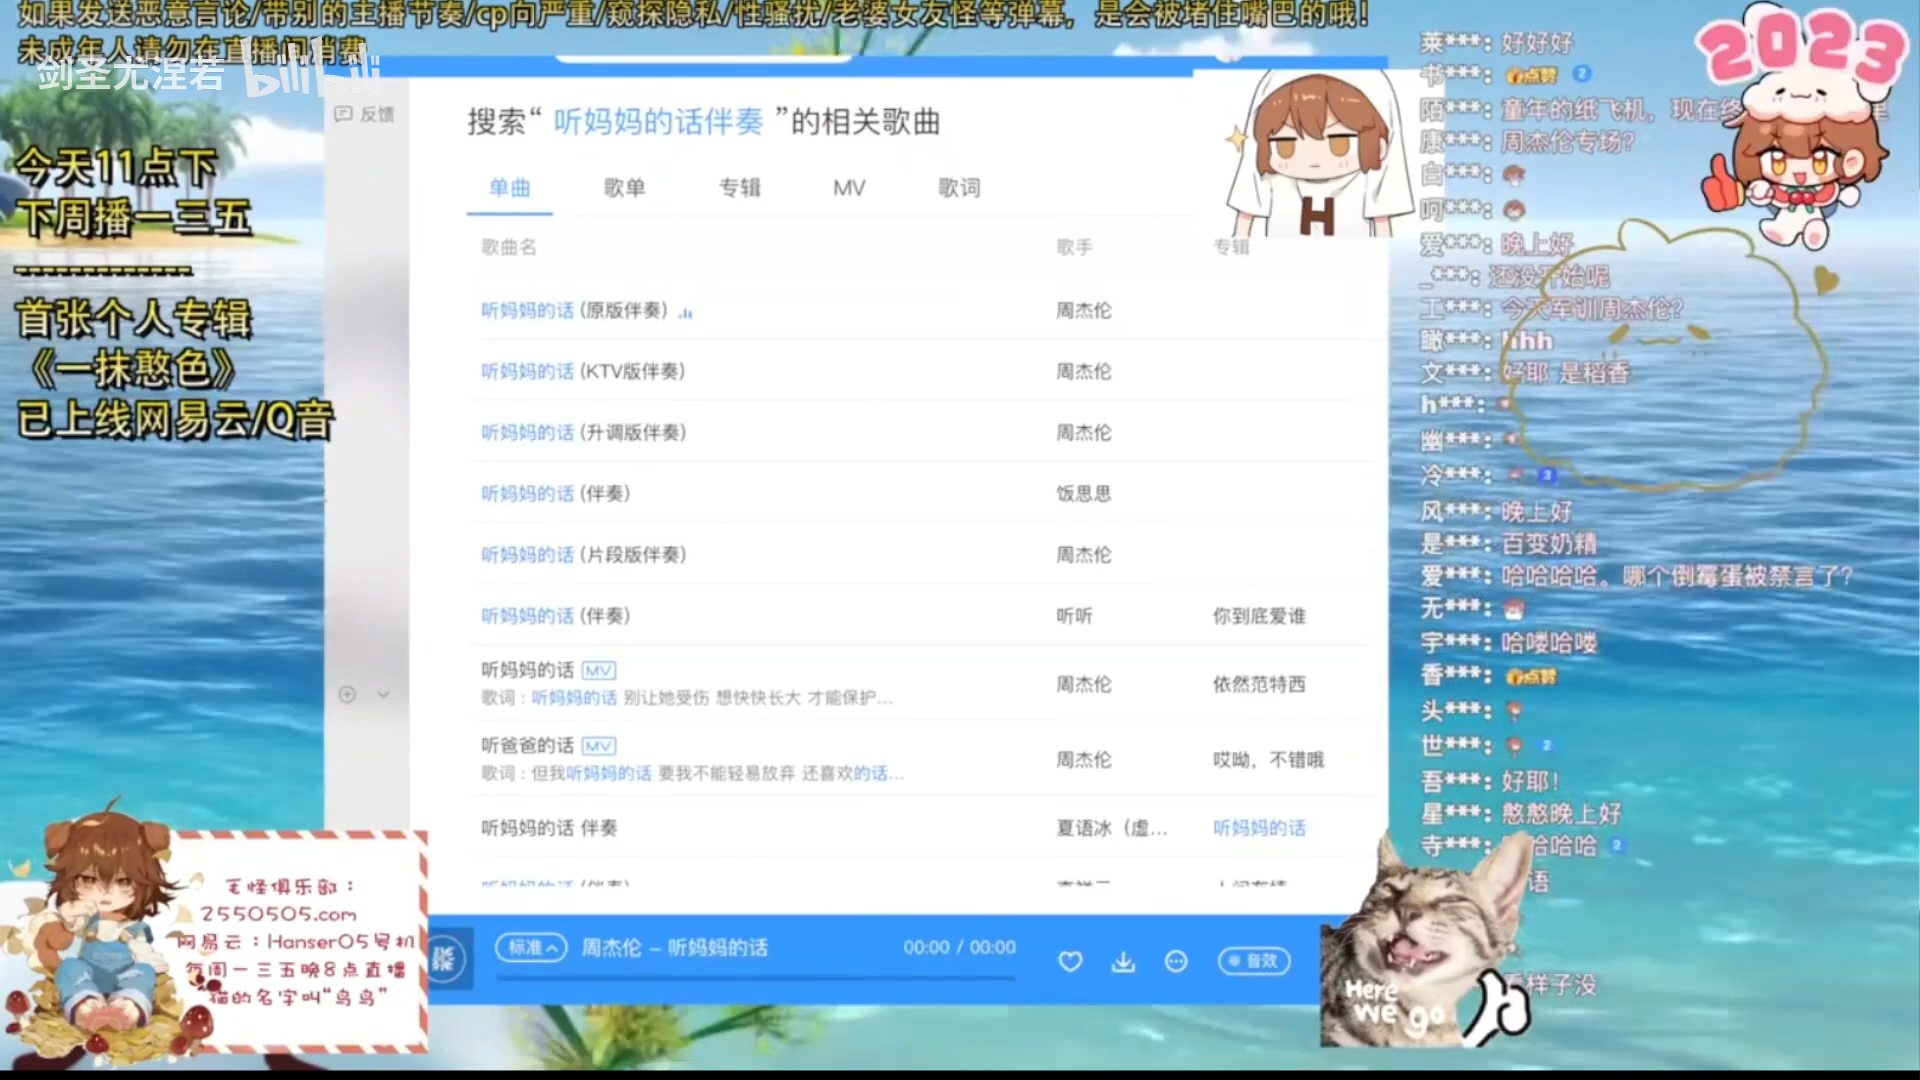 如果发送恶意言论/带别的主播节奏/cp向严重/窥探隐私/性骚扰/老婆女友怪等弹幕，是会被堵住嘴巴的哦！
未成年人请勿在直播间消费
剑圣尤涅若 bilibili
今天11点下
下周播一三五
--------------
首张个人专辑
《一抹憨色》
已上线网易云/Q音
反馈
搜索“ 听妈妈的话伴奏 ”的相关歌曲
单曲 歌单 专辑 MV 歌词
歌曲名 歌手 专辑
听妈妈的话 (原版伴奏) 周杰伦
听妈妈的话 (KTV版伴奏) 周杰伦
听妈妈的话 (升调版伴奏) 周杰伦
听妈妈的话 (伴奏) 饭思思
听妈妈的话 (片段版伴奏) 周杰伦
听妈妈的话 (伴奏) 听听 你到底爱谁
听妈妈的话 MV 周杰伦 依然范特西
歌词：听妈妈的话 别让她受伤 想快快长大 才能保护...
听爸爸的话 MV 周杰伦 哎呦，不错哦
歌词：但我听妈妈的话 要我不能轻易放弃 还喜欢的话...
听妈妈的话 伴奏 夏语冰（虚... 听妈妈的话
标准 周杰伦 – 听妈妈的话 00:00 / 00:00 音效
毛怪俱乐部：
2550505.com
网易云：Hanser05号机
每周一三五晚8点直播
猫的名字叫“鸟鸟”
H
2023
莱***: 好好好
书***: 点赞 2
陌***: 童年的纸飞机，现在终
康***: 周杰伦专场?
白***:
呵***:
爱***: 晚上好
_***: 还没开始呢
工***: 今天军训周杰伦?
瞰***: hhh
文***: 好耶 是稻香
h***:
幽***:
冷***: 3
风***: 晚上好
是***: 百变奶精
爱***: 哈哈哈哈。哪个倒霉蛋被禁言了?
无***:
宇***: 哈喽哈喽
香***: 点赞
头***:
世***: 2
吾***: 好耶!
星***: 憨憨晚上好
寺***: 哈哈哈 2
语
看样子没
Here
We go